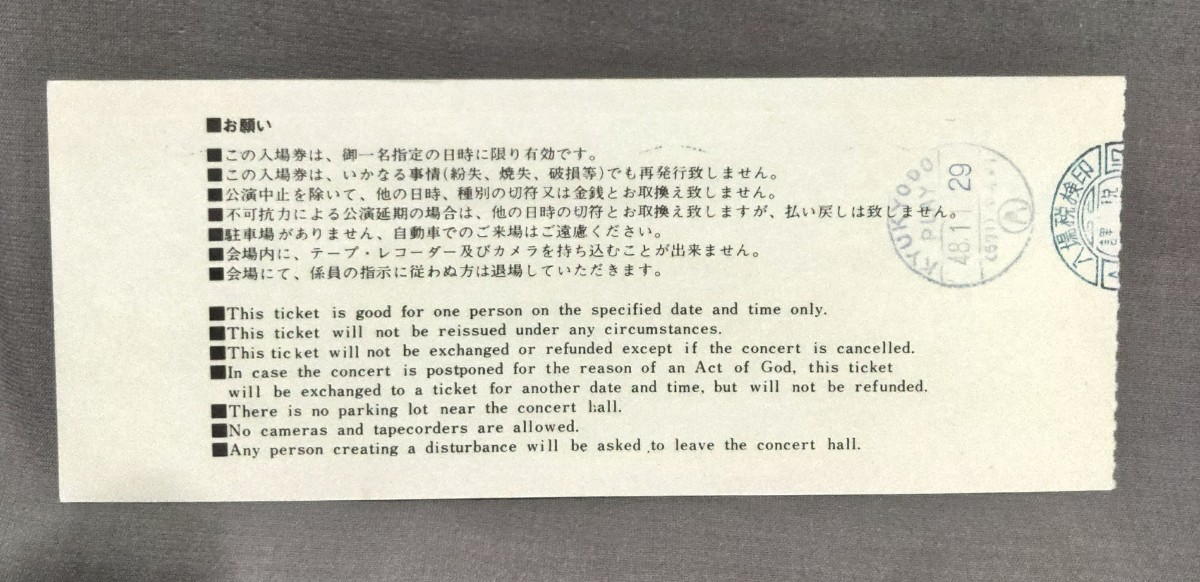 ■お願い
■この入場券は、御一名指定の日時に限り有効です。
■この入場券は、いかなる事情(紛失、焼失、破損等)でも再発行致しません。
■公演中止を除いて、他の日時、種別の切符又は金銭とお取換え致しません。
■不可抗力による公演延期の場合は、他の日時の切符とお取換え致しますが、払い戻しは致しません。
■駐車場がありません、自動車でのご来場はご遠慮ください。
■会場内に、テープ・レコーダー及びカメラを持ち込むことが出来ません。
■会場にて、係員の指示に従わぬ方は退場していただきます。
KYUKYODO
PLAY
48.1.29
入場税検印
■This ticket is good for one person on the specified date and time only.
■This ticket will not be reissued under any circumstances.
■This ticket will not be exchanged or refunded except if the concert is cancelled.
■In case the concert is postponed for the reason of an Act of God, this ticket
will be exchanged to a ticket for another date and time, but will not be refunded.
■There is no parking lot near the concert hall.
■No cameras and tapecorders are allowed.
■Any person creating a disturbance will be asked to leave the concert hall.